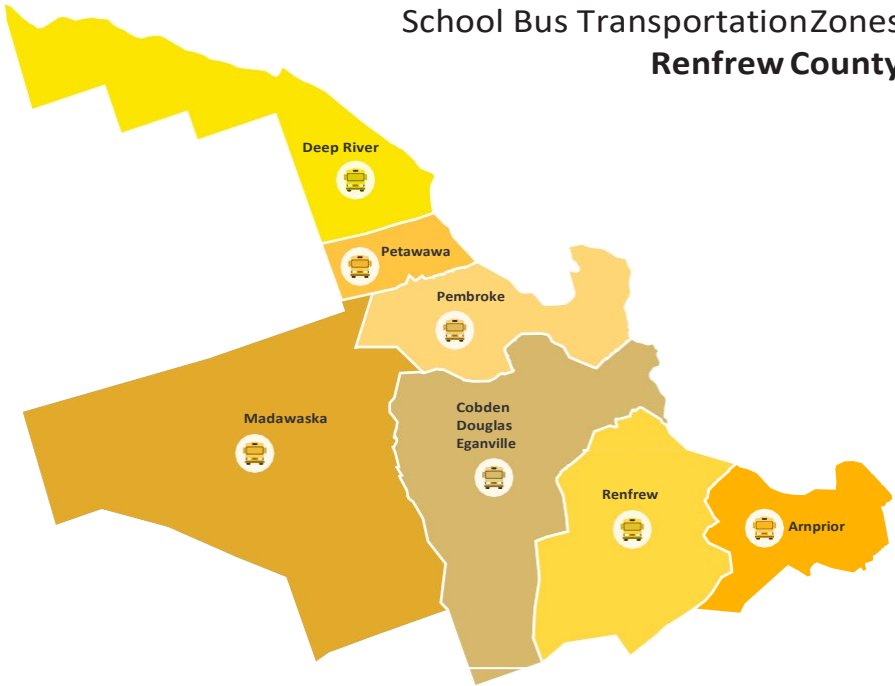 School Bus TransportationZones
Renfrew County
Deep River
Petawawa
Pembroke
Madawaska
Cobden
Douglas
Eganville
Renfrew
Arnprior